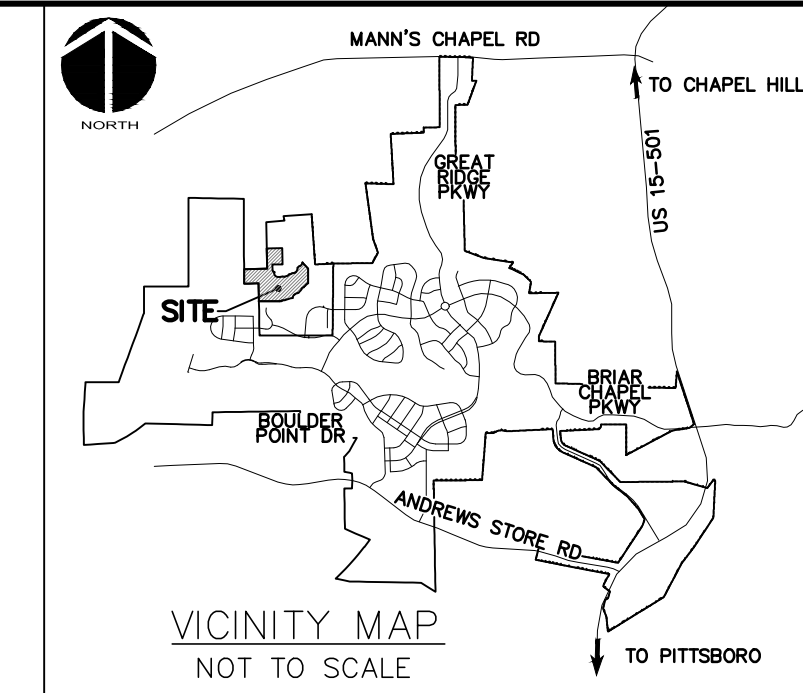 MANN'S CHAPEL RD
TO CHAPEL HILL
NORTH
US 15-501
GREAT
RIDGE
PKWY
SITE
BRIAR
CHAPEL
PKWY
BOULDER
POINT DR
ANDREWS STORE RD
VICINITY MAP
NOT TO SCALE
TO PITTSBORO